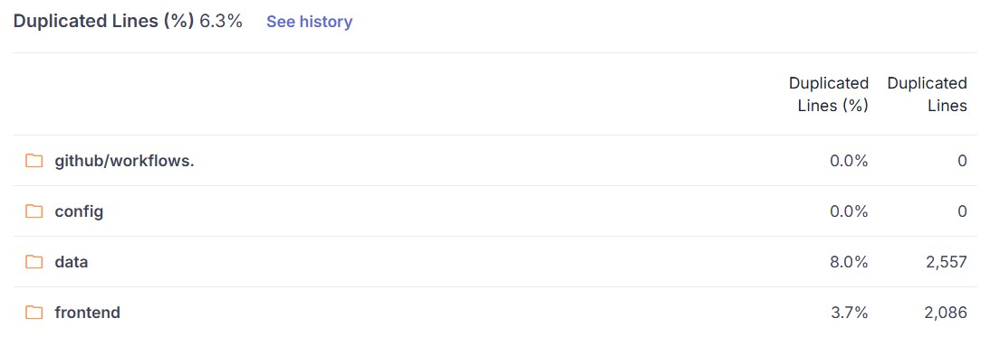 Duplicated Lines (%) 6.3% See history
Duplicated Lines (%) Duplicated Lines
github/workflows. 0.0% 0
config 0.0% 0
data 8.0% 2,557
frontend 3.7% 2,086